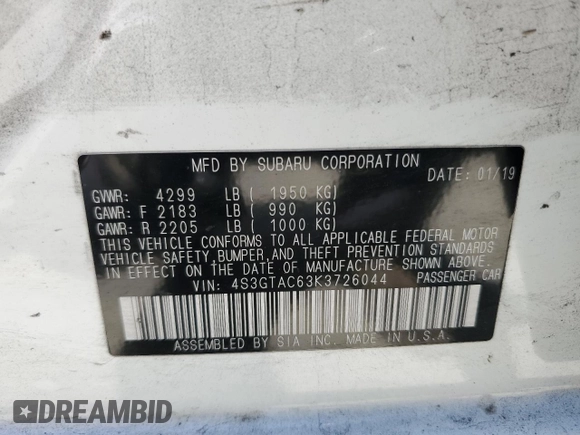 MFD BY SUBARU CORPORATION
DATE: 01/19
GVWR: 4299 LB ( 1950 KG)
GAWR: F 2183 LB ( 990 KG)
GAWR: R 2205 LB ( 1000 KG)
THIS VEHICLE CONFORMS TO ALL APPLICABLE FEDERAL MOTOR
VEHICLE SAFETY, BUMPER, AND THEFT PREVENTION STANDARDS
IN EFFECT ON THE DATE OF MANUFACTURE SHOWN ABOVE.
VIN: 4S3GTAC63K3726044 PASSENGER CAR
ASSEMBLED BY SIA INC. MADE IN U.S.A.
DREAMBID